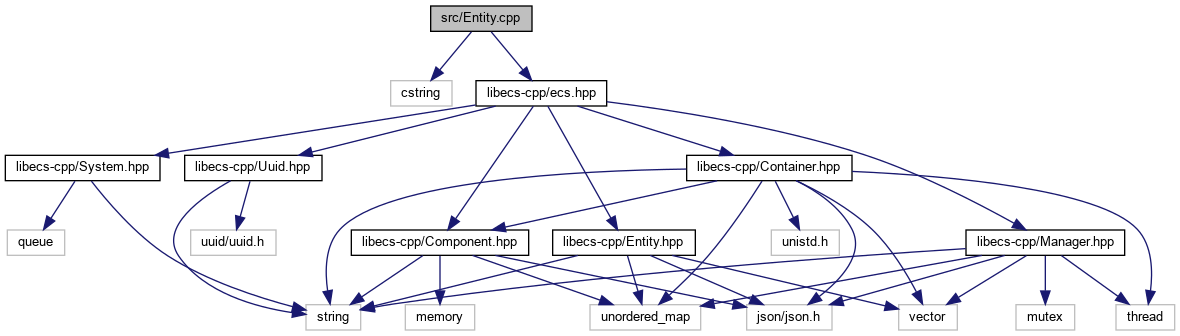 src/Entity.cpp
cstring
libecs-cpp/ecs.hpp
libecs-cpp/System.hpp
libecs-cpp/Uuid.hpp
libecs-cpp/Container.hpp
queue
uuid/uuid.h
libecs-cpp/Component.hpp
libecs-cpp/Entity.hpp
unistd.h
libecs-cpp/Manager.hpp
string
memory
unordered_map
json/json.h
vector
mutex
thread